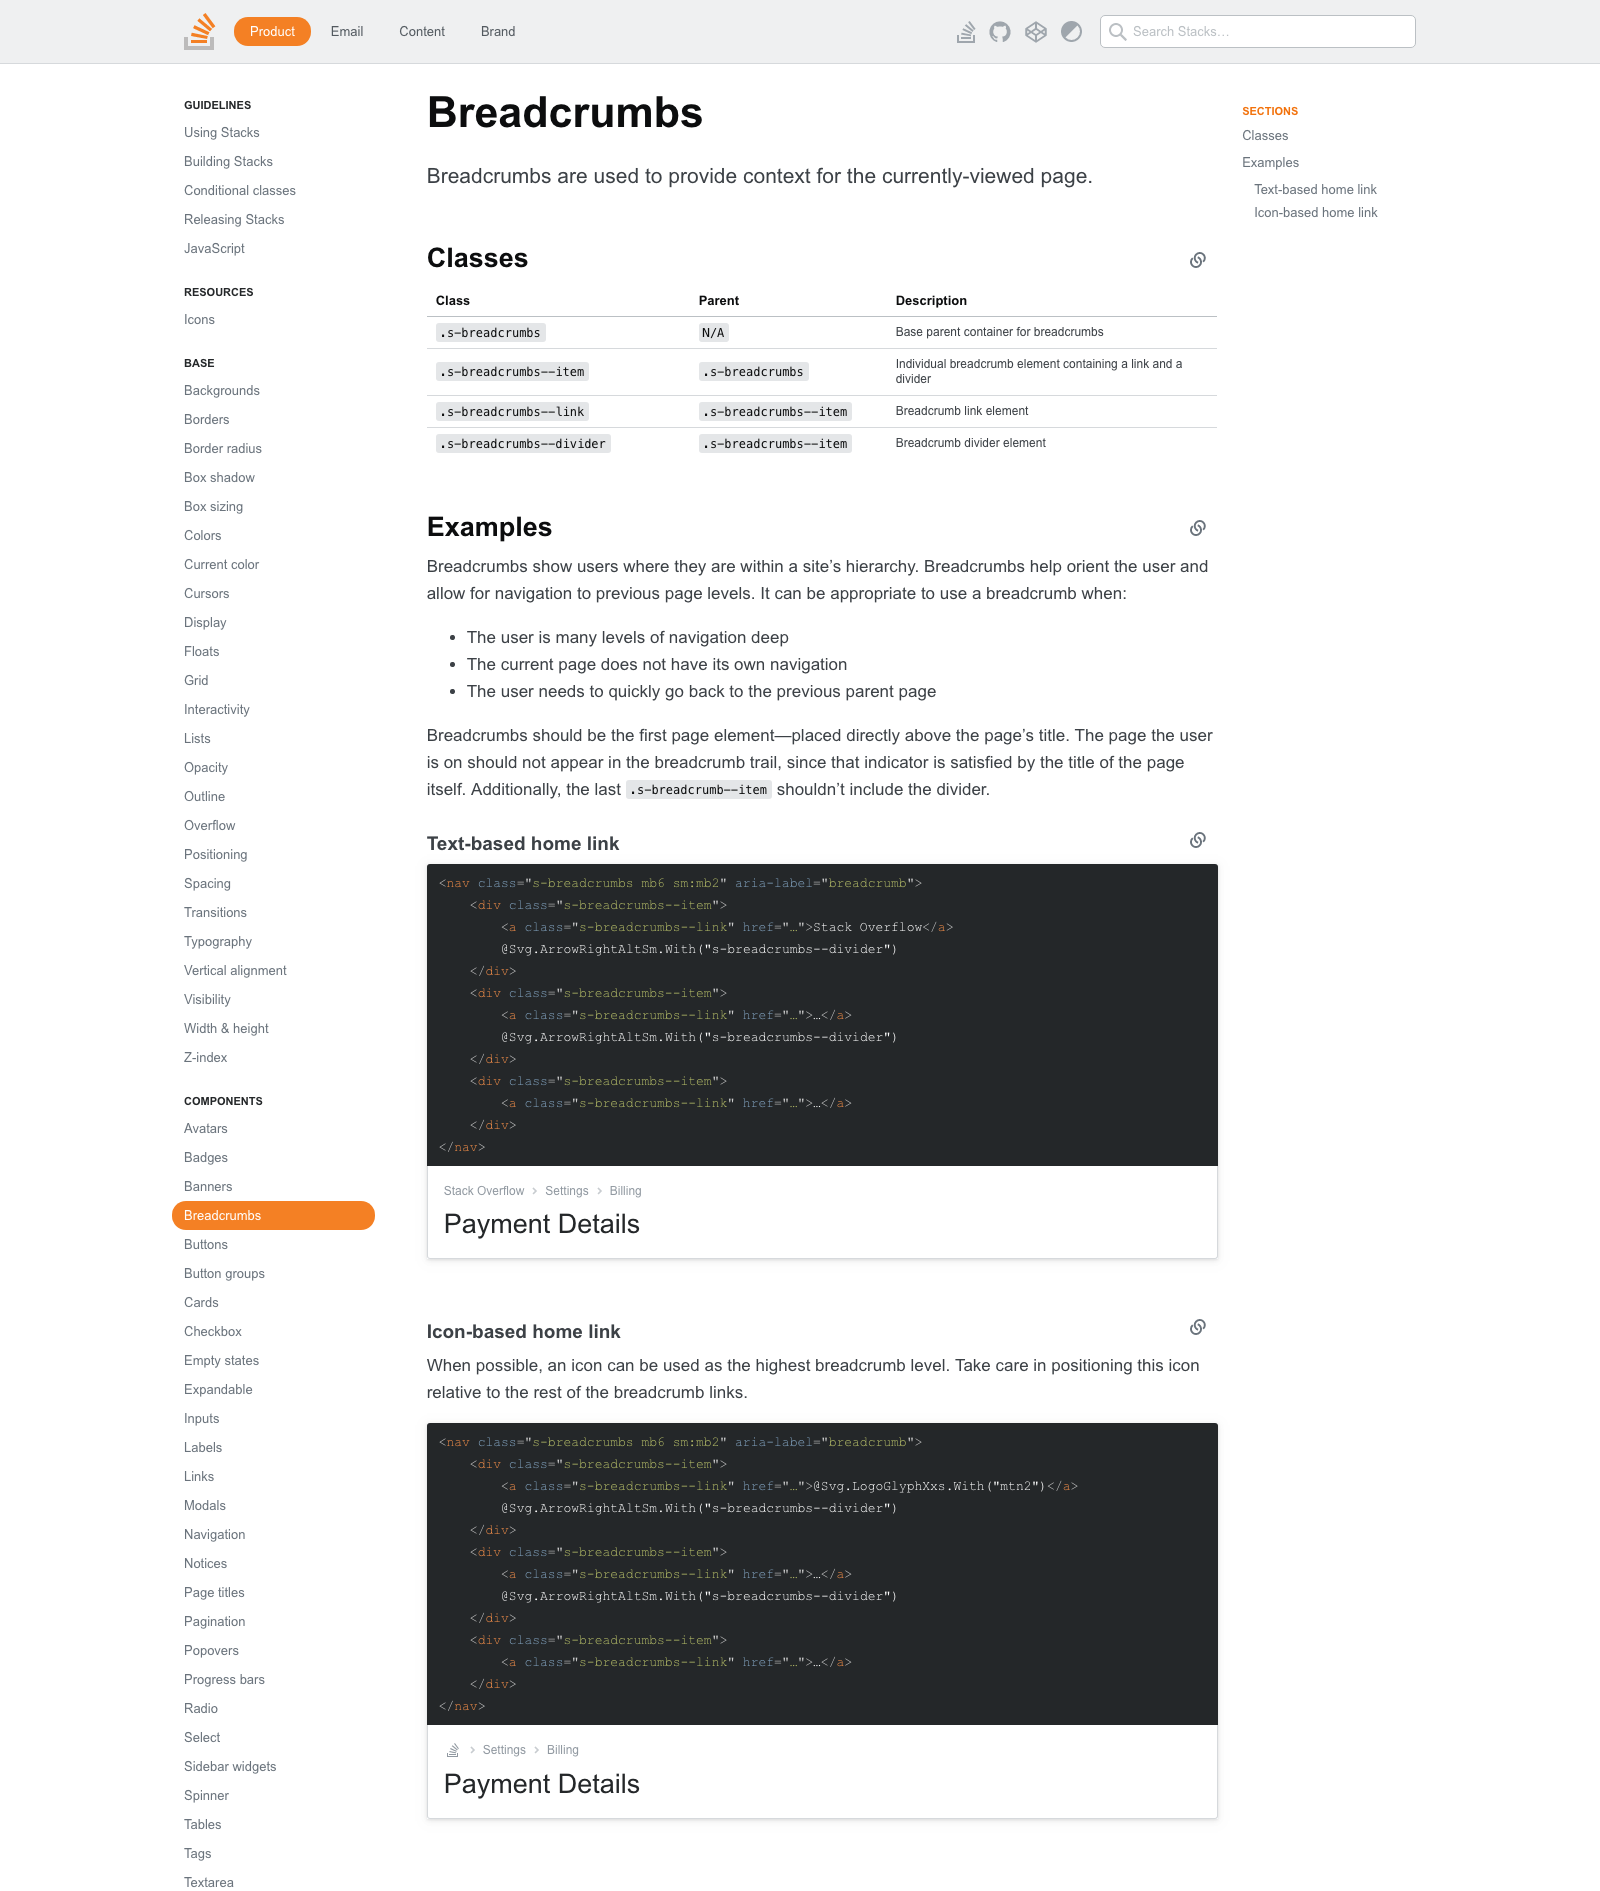 Product
Email
Content
Brand
Search Stacks…
GUIDELINES
Using Stacks
Building Stacks
Conditional classes
Releasing Stacks
JavaScript
RESOURCES
Icons
BASE
Backgrounds
Borders
Border radius
Box shadow
Box sizing
Colors
Current color
Cursors
Display
Floats
Grid
Interactivity
Lists
Opacity
Outline
Overflow
Positioning
Spacing
Transitions
Typography
Vertical alignment
Visibility
Width & height
Z-index
COMPONENTS
Avatars
Badges
Banners
Breadcrumbs
Buttons
Button groups
Cards
Checkbox
Empty states
Expandable
Inputs
Labels
Links
Modals
Navigation
Notices
Page titles
Pagination
Popovers
Progress bars
Radio
Select
Sidebar widgets
Spinner
Tables
Tags
Textarea
Breadcrumbs
Breadcrumbs are used to provide context for the currently-viewed page.
Classes
Class Parent Description
.s-breadcrumbs N/A Base parent container for breadcrumbs
.s-breadcrumbs--item .s-breadcrumbs Individual breadcrumb element containing a link and a
divider
.s-breadcrumbs--link .s-breadcrumbs--item Breadcrumb link element
.s-breadcrumbs--divider .s-breadcrumbs--item Breadcrumb divider element
Examples
Breadcrumbs show users where they are within a site’s hierarchy. Breadcrumbs help orient the user and
allow for navigation to previous page levels. It can be appropriate to use a breadcrumb when:
• The user is many levels of navigation deep
• The current page does not have its own navigation
• The user needs to quickly go back to the previous parent page
Breadcrumbs should be the first page element—placed directly above the page’s title. The page the user
is on should not appear in the breadcrumb trail, since that indicator is satisfied by the title of the page
itself. Additionally, the last .s-breadcrumb--item shouldn’t include the divider.
Text-based home link
<nav class="s-breadcrumbs mb6 sm:mb2" aria-label="breadcrumb">
    <div class="s-breadcrumbs--item">
        <a class="s-breadcrumbs--link" href="…">Stack Overflow</a>
        @Svg.ArrowRightAltSm.With("s-breadcrumbs--divider")
    </div>
    <div class="s-breadcrumbs--item">
        <a class="s-breadcrumbs--link" href="…">…</a>
        @Svg.ArrowRightAltSm.With("s-breadcrumbs--divider")
    </div>
    <div class="s-breadcrumbs--item">
        <a class="s-breadcrumbs--link" href="…">…</a>
    </div>
</nav>
Stack Overflow > Settings > Billing
Payment Details
Icon-based home link
When possible, an icon can be used as the highest breadcrumb level. Take care in positioning this icon
relative to the rest of the breadcrumb links.
<nav class="s-breadcrumbs mb6 sm:mb2" aria-label="breadcrumb">
    <div class="s-breadcrumbs--item">
        <a class="s-breadcrumbs--link" href="…">@Svg.LogoGlyphXxs.With("mtn2")</a>
        @Svg.ArrowRightAltSm.With("s-breadcrumbs--divider")
    </div>
    <div class="s-breadcrumbs--item">
        <a class="s-breadcrumbs--link" href="…">…</a>
        @Svg.ArrowRightAltSm.With("s-breadcrumbs--divider")
    </div>
    <div class="s-breadcrumbs--item">
        <a class="s-breadcrumbs--link" href="…">…</a>
    </div>
</nav>
> Settings > Billing
Payment Details
SECTIONS
Classes
Examples
Text-based home link
Icon-based home link